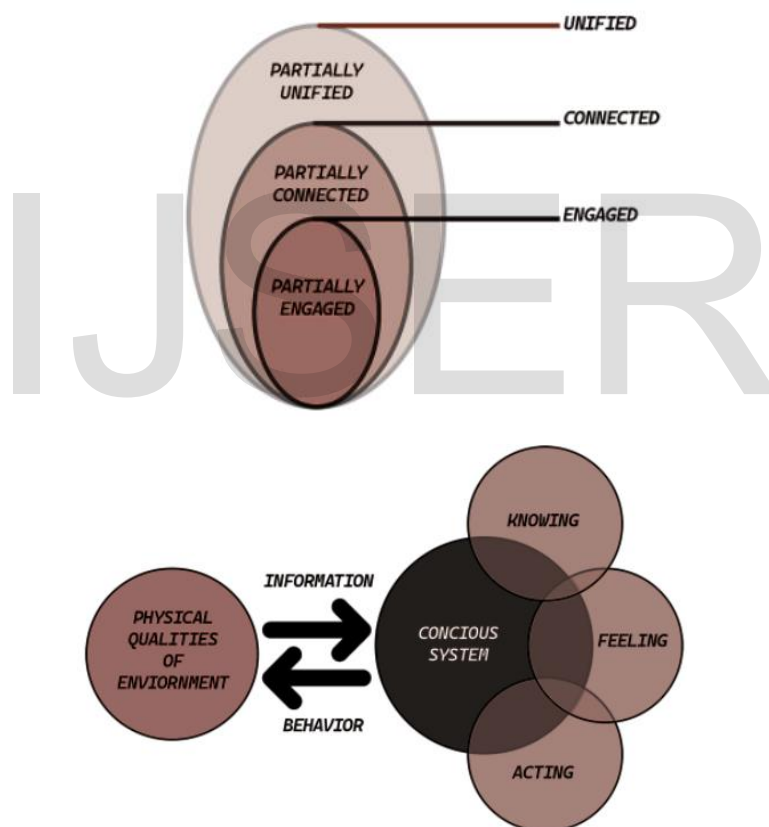 UNIFIED
PARTIALLY
UNIFIED
CONNECTED
PARTIALLY
CONNECTED
ENGAGED
PARTIALLY
ENGAGED
IJSER
KNOWING
INFORMATION
PHYSICAL
QUALITIES
OF
ENVIORNMENT
CONCIOUS
SYSTEM
FEELING
BEHAVIOR
ACTING